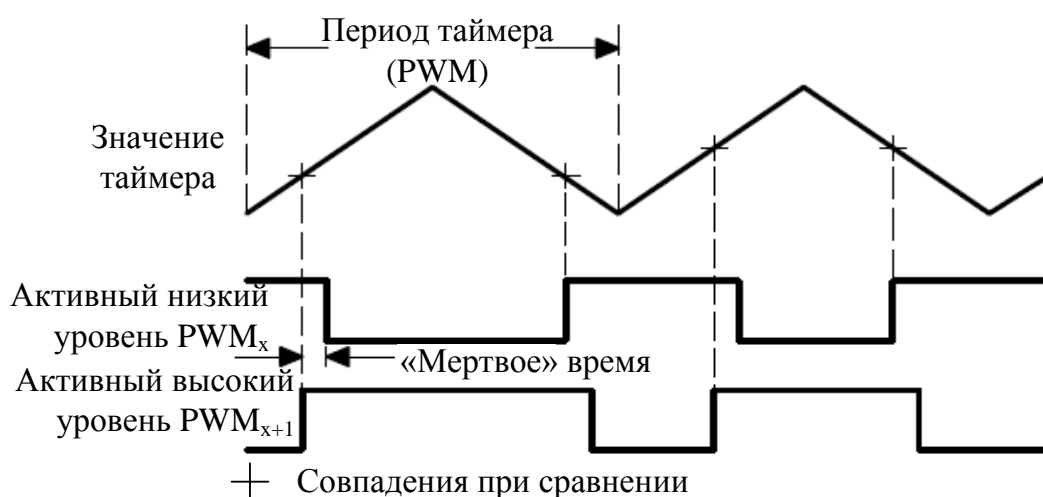 Период таймера
(PWM)
Значение
таймера
Активный низкий
уровень PWMx
«Мертвое» время
Активный высокий
уровень PWMx+1
Совпадения при сравнении